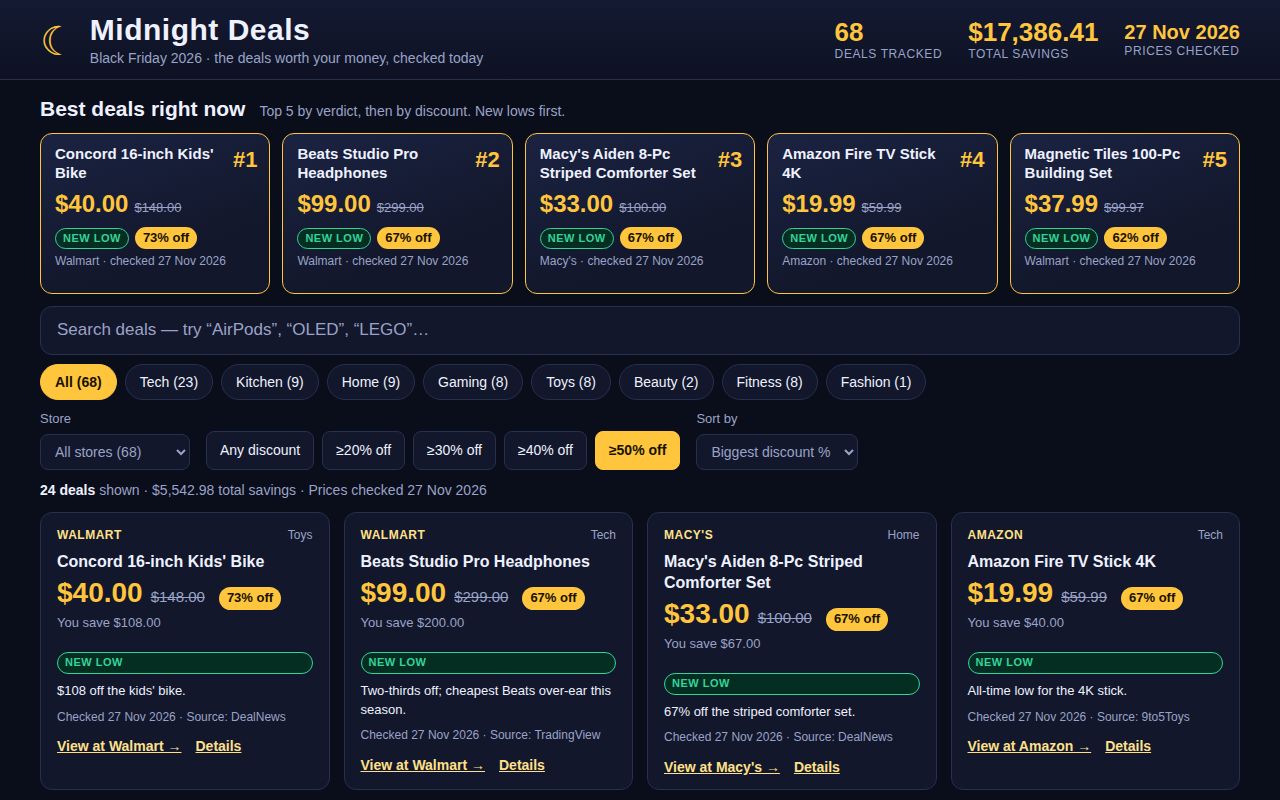 Midnight Deals
Black Friday 2026 · the deals worth your money, checked today
68
DEALS TRACKED
$17,386.41
TOTAL SAVINGS
27 Nov 2026
PRICES CHECKED
Best deals right now Top 5 by verdict, then by discount. New lows first.
Concord 16-inch Kids'
Bike
#1
$40.00 $148.00
NEW LOW 73% off
Walmart · checked 27 Nov 2026
Beats Studio Pro
Headphones
#2
$99.00 $299.00
NEW LOW 67% off
Walmart · checked 27 Nov 2026
Macy's Aiden 8-Pc
Striped Comforter Set
#3
$33.00 $100.00
NEW LOW 67% off
Macy's · checked 27 Nov 2026
Amazon Fire TV Stick
4K
#4
$19.99 $59.99
NEW LOW 67% off
Amazon · checked 27 Nov 2026
Magnetic Tiles 100-Pc
Building Set
#5
$37.99 $99.97
NEW LOW 62% off
Walmart · checked 27 Nov 2026
Search deals — try “AirPods”, “OLED”, “LEGO”…
All (68) Tech (23) Kitchen (9) Home (9) Gaming (8) Toys (8) Beauty (2) Fitness (8) Fashion (1)
Store
All stores (68)
Any discount ≥20% off ≥30% off ≥40% off ≥50% off
Sort by
Biggest discount %
24 deals shown · $5,542.98 total savings · Prices checked 27 Nov 2026
WALMART Toys
Concord 16-inch Kids' Bike
$40.00 $148.00 73% off
You save $108.00
NEW LOW
$108 off the kids' bike.
Checked 27 Nov 2026 · Source: DealNews
View at Walmart → Details
WALMART Tech
Beats Studio Pro Headphones
$99.00 $299.00 67% off
You save $200.00
NEW LOW
Two-thirds off; cheapest Beats over-ear this
season.
Checked 27 Nov 2026 · Source: TradingView
View at Walmart → Details
MACY'S Home
Macy's Aiden 8-Pc Striped
Comforter Set
$33.00 $100.00 67% off
You save $67.00
NEW LOW
67% off the striped comforter set.
Checked 27 Nov 2026 · Source: DealNews
View at Macy's → Details
AMAZON Tech
Amazon Fire TV Stick 4K
$19.99 $59.99 67% off
You save $40.00
NEW LOW
All-time low for the 4K stick.
Checked 27 Nov 2026 · Source: 9to5Toys
View at Amazon → Details